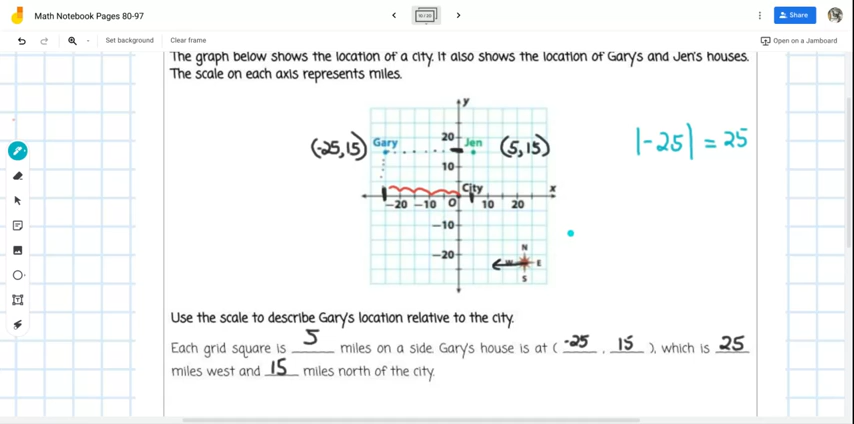 Math Notebook Pages 80-97
10 / 20
Share
Set background
Clear frame
Open on a Jamboard
The graph below shows the location of a city. It also shows the location of Gary's and Jen's houses.
The scale on each axis represents miles.
y
(-25, 15) Gary 20 Jen (5, 15)
|-25| = 25
10
City x
-20 -10 O 10 20
-10
-20
N
W E
S
Use the scale to describe Gary's location relative to the city.
Each grid square is 5 miles on a side. Gary's house is at ( -25 , 15 ), which is 25
miles west and 15 miles north of the city.